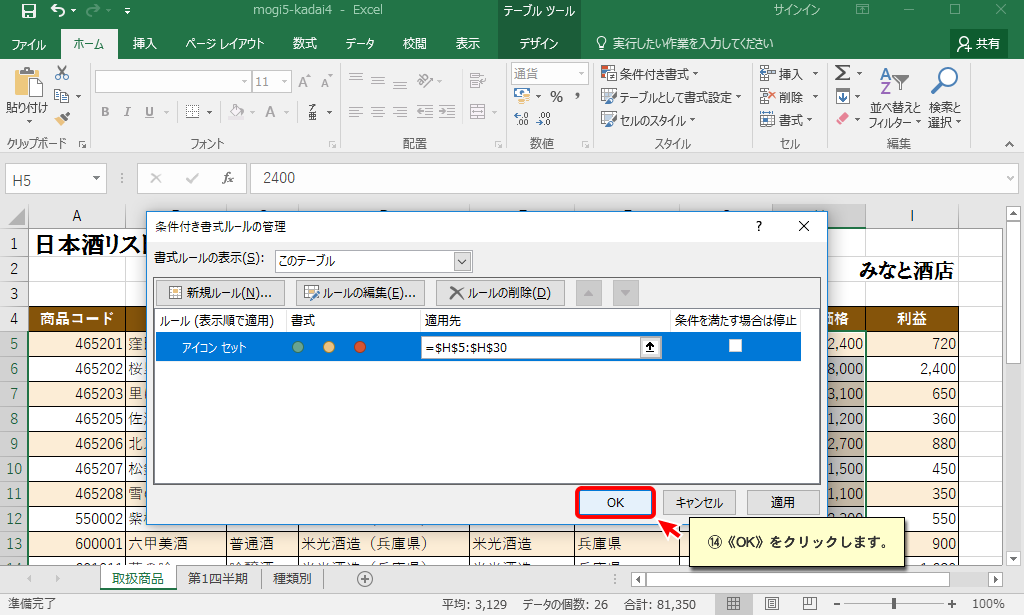 mogi5-kadai4 - Excel
テーブル ツール
サインイン
ファイル ホーム 挿入 ページ レイアウト 数式 データ 校閲 表示 デザイン 実行したい作業を入力してください 共有
貼り付け
クリップボード
11
A A
B I U
フォント
配置
通貨
% ,
数値
条件付き書式
テーブルとして書式設定
セルのスタイル
スタイル
挿入
削除
書式
セル
並べ替えと
フィルター
検索と
選択
編集
H5 fx 2400
A I
1 日本酒リスト
2 みなと酒店
3
4 商品コード 価格 利益
5 465201 2,400 720
6 465202 8,000 2,400
7 465203 3,100 650
8 465205 1,200 360
9 465206 2,700 880
10 465207 1,500 450
11 465208 1,100 350
12 550002 550
13 600001 六甲美酒 普通酒 米光酒造（兵庫県） 米光酒造 兵庫県 900
条件付き書式ルールの管理 ?
書式ルールの表示(S): このテーブル
新規ルール(N)... ルールの編集(E)... ルールの削除(D)
ルール (表示順で適用) 書式 適用先 条件を満たす場合は停止
アイコン セット =$H$5:$H$30
OK キャンセル 適用
⑭《OK》をクリックします。
取扱商品 第1四半期 種類別
準備完了 平均: 3,129 データの個数: 26 合計: 81,350 100%